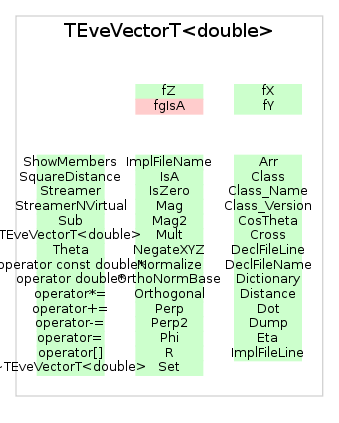 TEveVectorT<double>
fZ fX
fgIsA fY
ShowMembers ImplFileName Arr
SquareDistance IsA Class
Streamer IsZero Class_Name
StreamerNVirtual Mag Class_Version
Sub Mag2 CosTheta
TEveVectorT<double> Mult Cross
Theta NegateXYZ DeclFileLine
operator const double* Normalize DeclFileName
operator double* OrthoNormBase Dictionary
operator*= Orthogonal Distance
operator+= Perp Dot
operator-= Perp2 Dump
operator= Phi Eta
operator[] R ImplFileLine
~TEveVectorT<double> Set